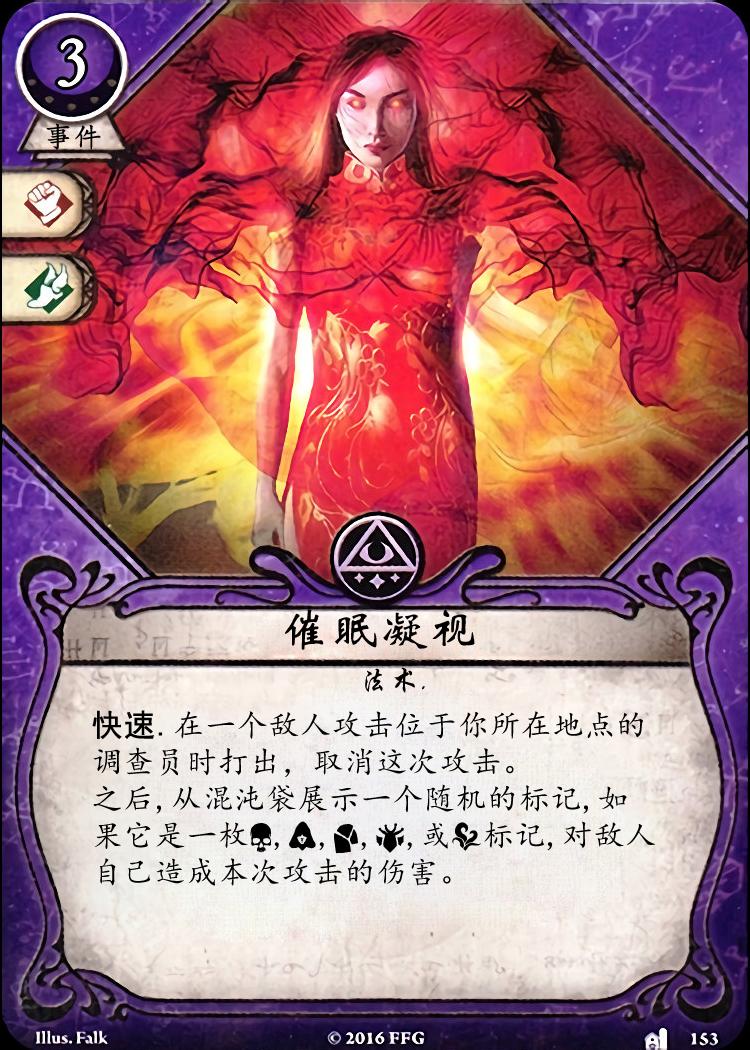 3
事件
催眠凝视
法术.
快速. 在一个敌人攻击位于你所在地点的
调查员时打出，取消这次攻击。
之后, 从混沌袋展示一个随机的标记, 如
果它是一枚, , , , 或标记, 对敌人
自己造成本次攻击的伤害。
Illus. Falk
© 2016 FFG
153